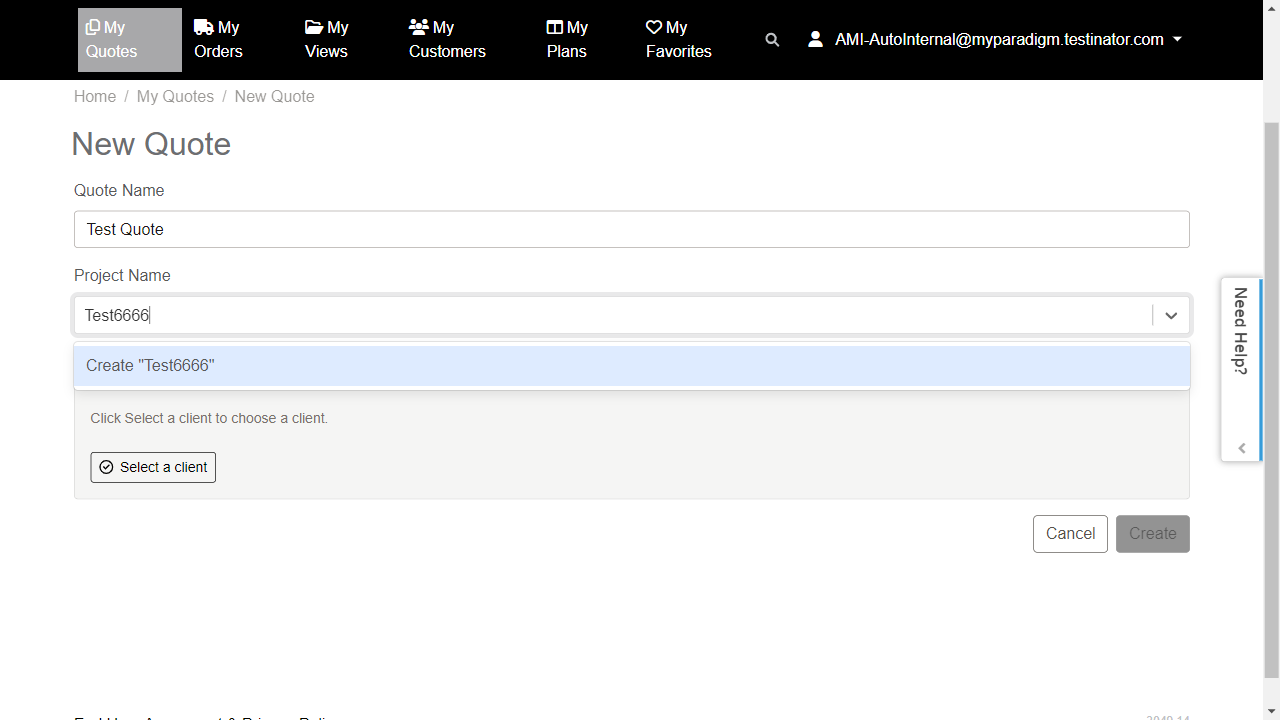 My Quotes
My Orders
My Views
My Customers
My Plans
My Favorites
AMI-AutoInternal@myparadigm.testinator.com
Home / My Quotes / New Quote
New Quote
Quote Name
Test Quote
Project Name
Test6666
Create "Test6666"
Click Select a client to choose a client.
Select a client
Cancel Create
Need Help?